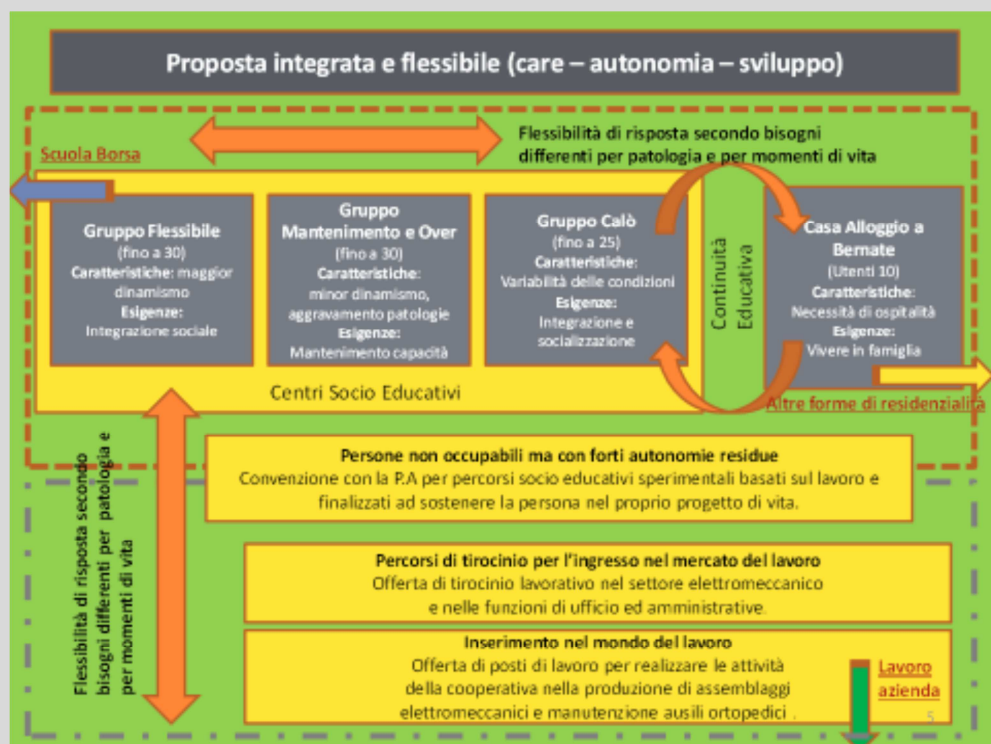 Proposta integrata e flessibile (care – autonomia – sviluppo)
Flessibilità di risposta secondo bisogni
differenti per patologia e per momenti di vita
Scuola Borsa
Gruppo Flessibile
(fino a 30)
Caratteristiche: maggior
dinamismo
Esigenze:
Integrazione sociale
Gruppo
Mantenimento e Over
(fino a 30)
Caratteristiche:
minor dinamismo,
aggravamento patologie
Esigenze:
Mantenimento capacità
Gruppo Calò
(fino a 25)
Caratteristiche:
Variabilità delle condizioni
Esigenze:
Integrazione e
socializzazione
Continuità
Educativa
Casa Alloggio a
Bernate
(Utenti 10)
Caratteristiche:
Necessità di ospitalità
Esigenze:
Vivere in famiglia
Centri Socio Educativi
Altre forme di residenzialità
Flessibilità di risposta secondo
bisogni differenti per patologia e
per momenti di vita
Persone non occupabili ma con forti autonomie residue
Convenzione con la P.A per percorsi socio educativi sperimentali basati sul lavoro e
finalizzati ad sostenere la persona nel proprio progetto di vita.
Percorsi di tirocinio per l'ingresso nel mercato del lavoro
Offerta di tirocinio lavorativo nel settore elettromeccanico
e nelle funzioni di ufficio ed amministrative.
Inserimento nel mondo del lavoro
Offerta di posti di lavoro per realizzare le attività
della cooperativa nella produzione di assemblaggi
elettromeccanici e manutenzione ausili ortopedici .
Lavoro
azienda
5